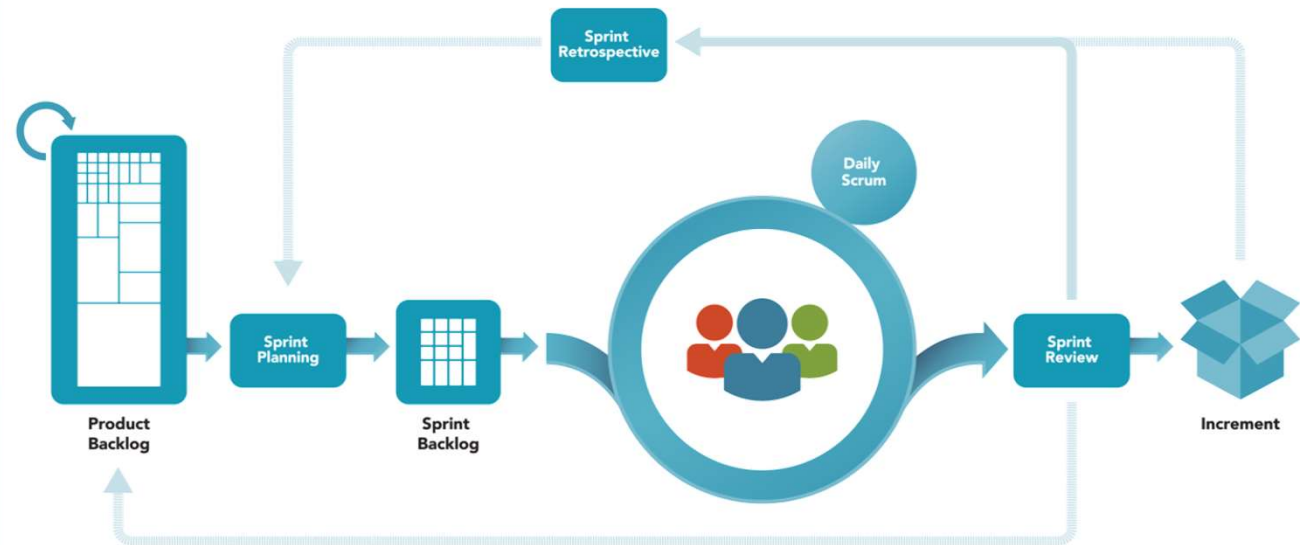 Sprint
Retrospective
Daily
Scrum
Sprint
Planning
Sprint
Review
Product
Backlog
Sprint
Backlog
Increment